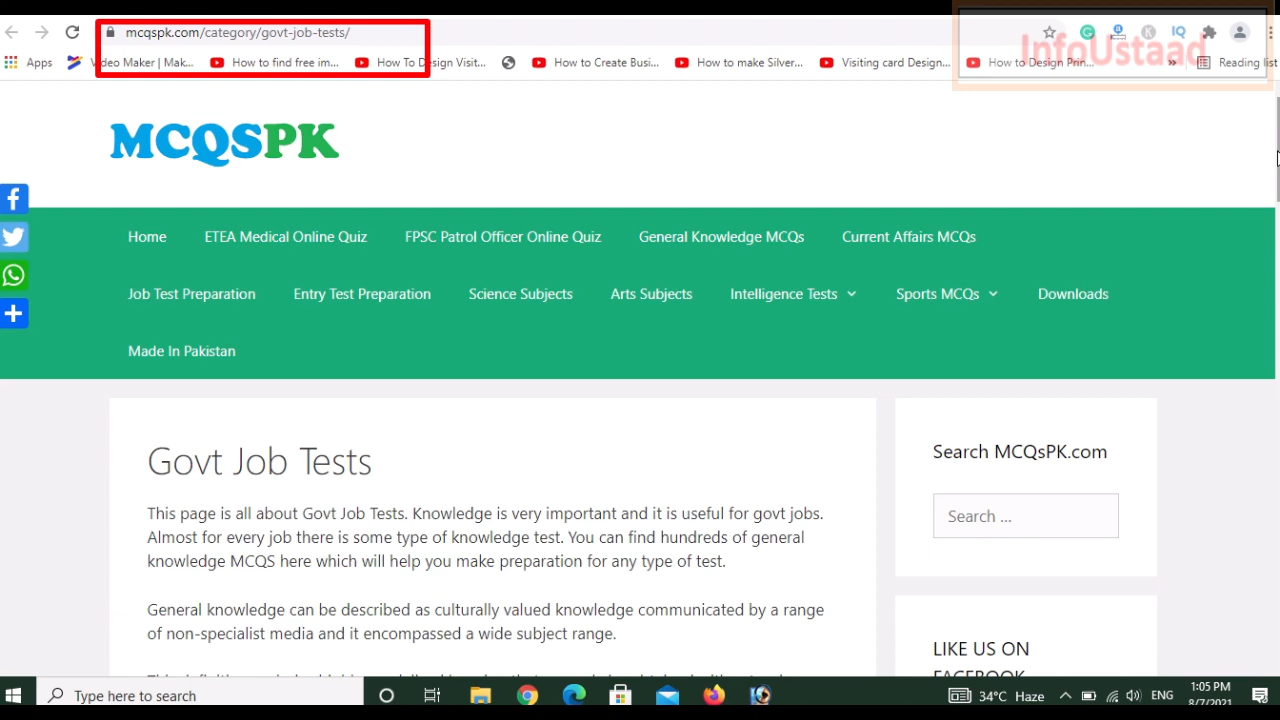 mcqspk.com/category/govt-job-tests/
InfoUstaad
Apps Video Maker | Mak... How to find free im... How To Design Visit... How to Create Busi... How to make Silver... Visiting card Design... How to Design Prin... » Reading list
MCQSPK
Home ETEA Medical Online Quiz FPSC Patrol Officer Online Quiz General Knowledge MCQs Current Affairs MCQs
Job Test Preparation Entry Test Preparation Science Subjects Arts Subjects Intelligence Tests Sports MCQs Downloads
Made In Pakistan
Govt Job Tests
This page is all about Govt Job Tests. Knowledge is very important and it is useful for govt jobs.
Almost for every job there is some type of knowledge test. You can find hundreds of general
knowledge MCQS here which will help you make preparation for any type of test.
General knowledge can be described as culturally valued knowledge communicated by a range
of non-specialist media and it encompassed a wide subject range.
Search MCQsPK.com
Search ...
LIKE US ON
FACEBOOK
Type here to search
34°C Haze ENG
1:05 PM
8/7/2021